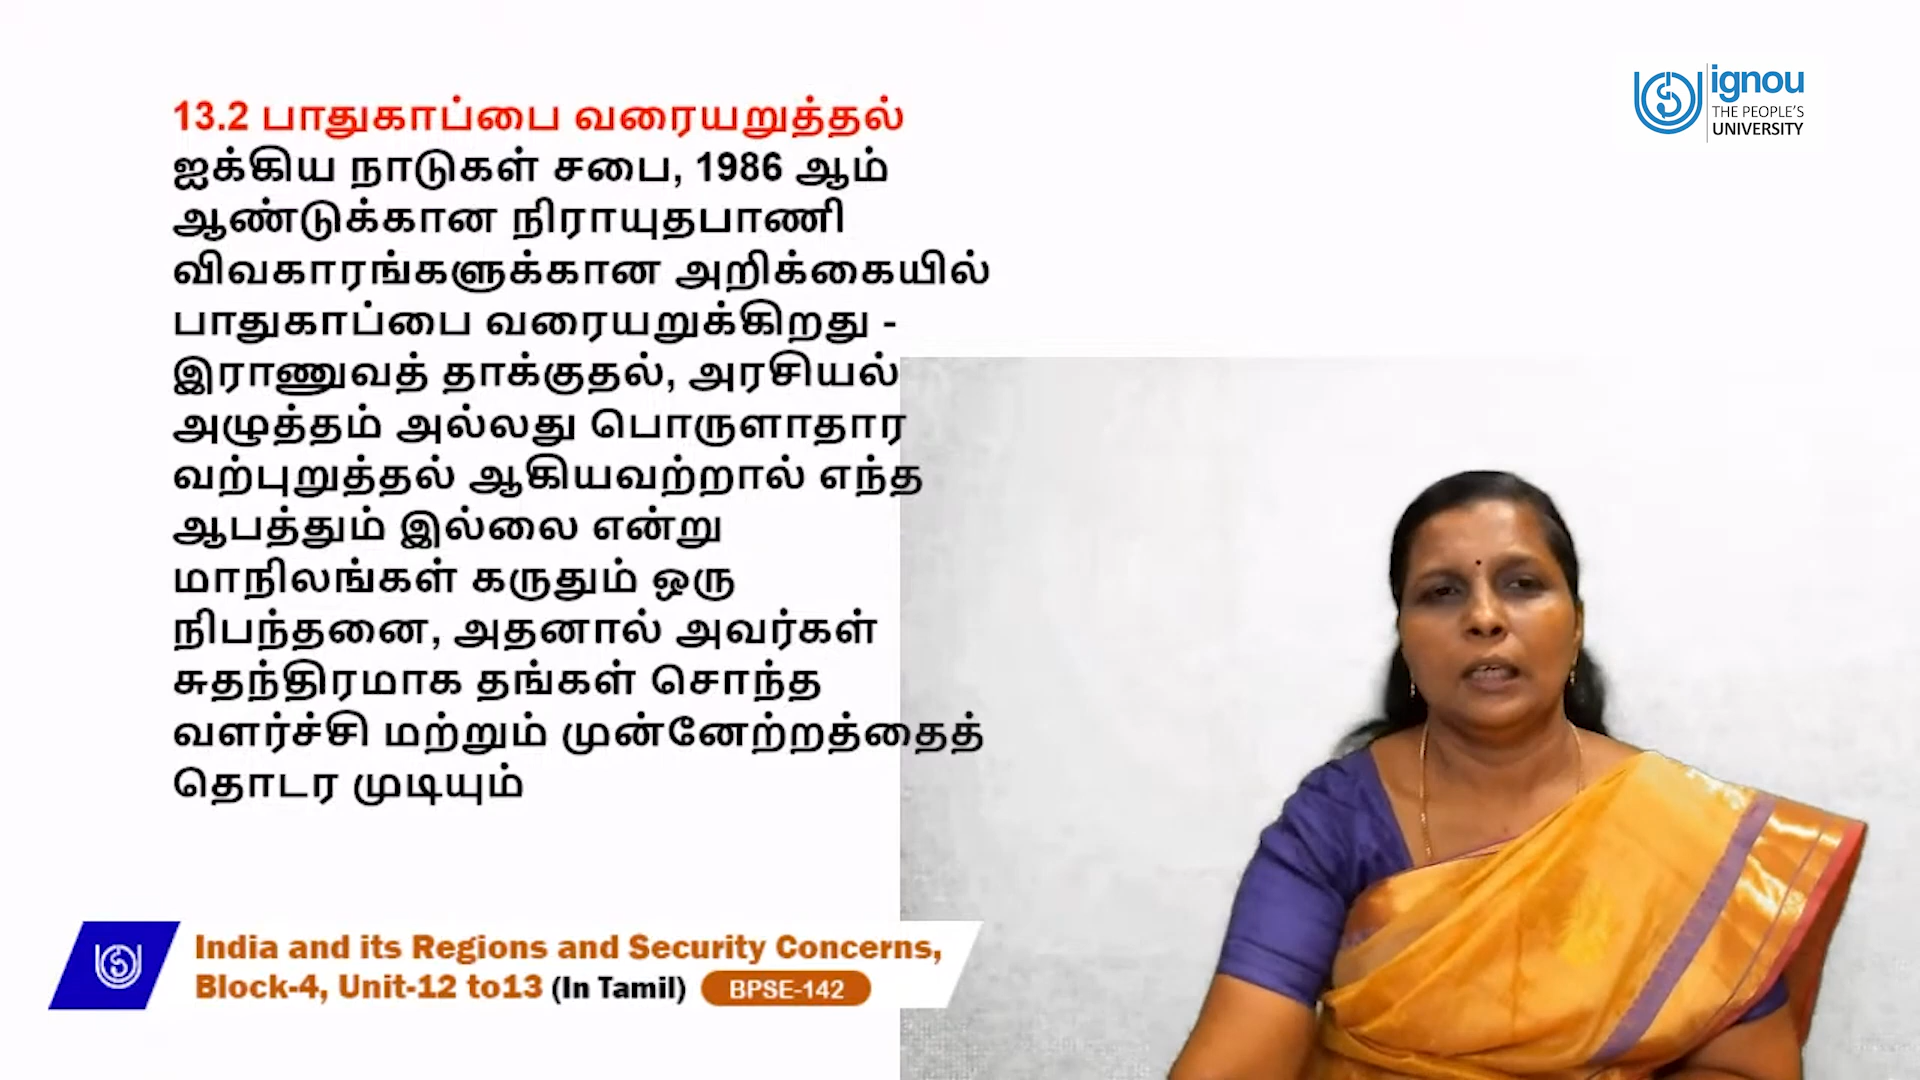 13.2 பாதுகாப்பை வரையறுத்தல்
ஐக்கிய நாடுகள் சபை, 1986 ஆம்
ஆண்டுக்கான நிராயுதபாணி
விவகாரங்களுக்கான அறிக்கையில்
பாதுகாப்பை வரையறுக்கிறது -
இராணுவத் தாக்குதல், அரசியல்
அழுத்தம் அல்லது பொருளாதார
வற்புறுத்தல் ஆகியவற்றால் எந்த
ஆபத்தும் இல்லை என்று
மாநிலங்கள் கருதும் ஒரு
நிபந்தனை, அதனால் அவர்கள்
சுதந்திரமாக தங்கள் சொந்த
வளர்ச்சி மற்றும் முன்னேற்றத்தைத்
தொடர முடியும்
ignou
THE PEOPLE'S
UNIVERSITY
India and its Regions and Security Concerns,
Block-4, Unit-12 to13 (In Tamil) BPSE-142